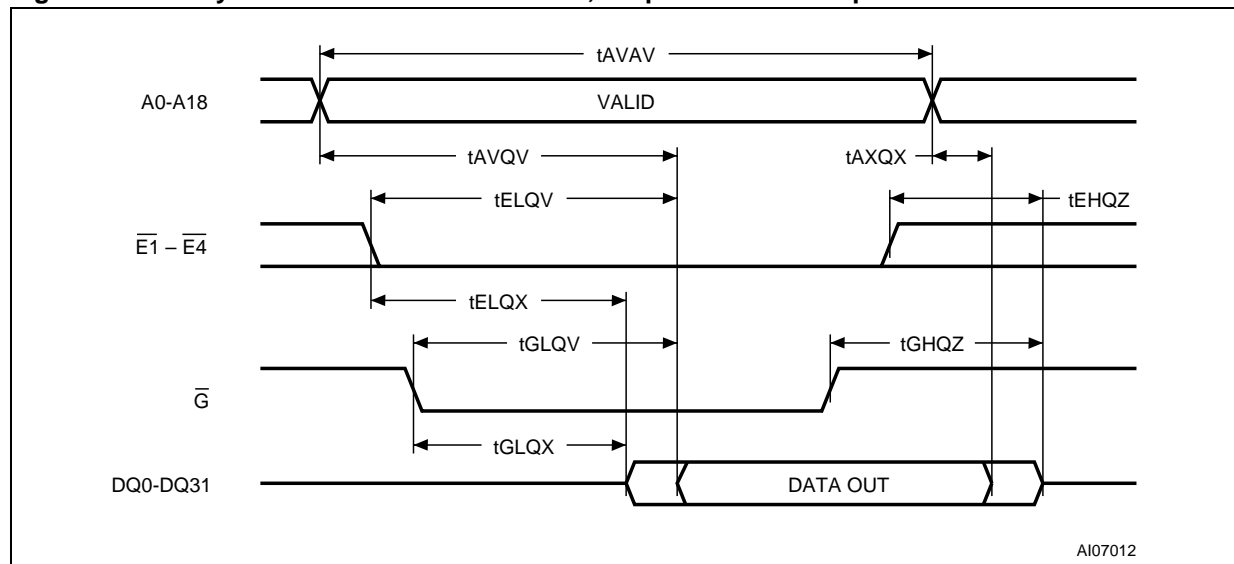 tAVAV
A0-A18
VALID
tAVQV
tAXQX
tELQV
tEHQZ
E1 – E4
tELQX
tGLQV
tGHQZ
G
tGLQX
DQ0-DQ31
DATA OUT
AI07012